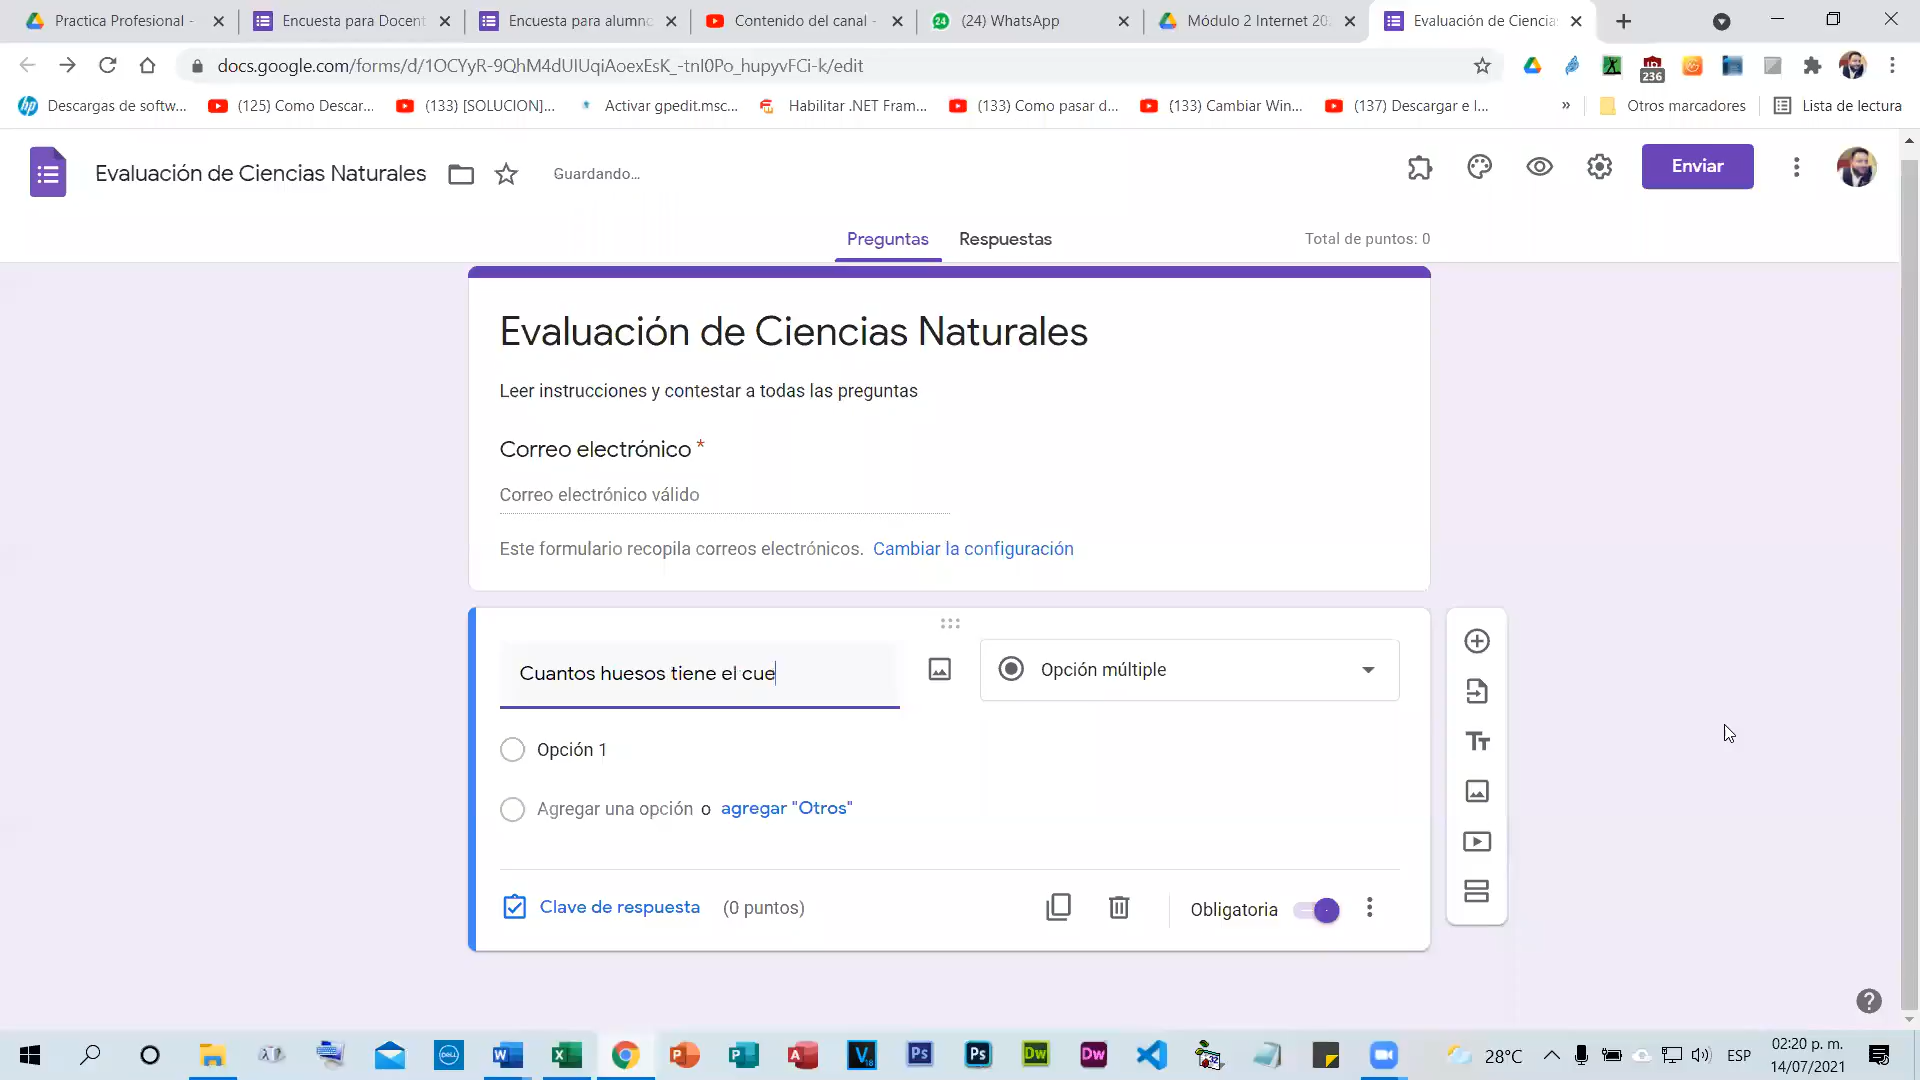 Practica Profesional -
Encuesta para Docent
Encuesta para alumno
Contenido del canal -
(24) WhatsApp
Módulo 2 Internet 202
Evaluación de Ciencia
docs.google.com/forms/d/1OCYyR-9QhM4dUIUqiAoexEsK_-tnI0Po_hupyvFCi-k/edit
236
Descargas de softw...
(125) Como Descar...
(133) [SOLUCION]...
Activar gpedit.msc...
Habilitar .NET Fram...
(133) Como pasar d...
(133) Cambiar Win...
(137) Descargar e I...
»
Otros marcadores
Lista de lectura
Evaluación de Ciencias Naturales
Guardando...
Enviar
Preguntas
Respuestas
Total de puntos: 0
Evaluación de Ciencias Naturales
Leer instrucciones y contestar a todas las preguntas
Correo electrónico *
Correo electrónico válido
Este formulario recopila correos electrónicos. Cambiar la configuración
Cuantos huesos tiene el cue
Opción múltiple
Opción 1
Agregar una opción o agregar "Otros"
Clave de respuesta (0 puntos)
Obligatoria
28°C
ESP
02:20 p. m.
14/07/2021